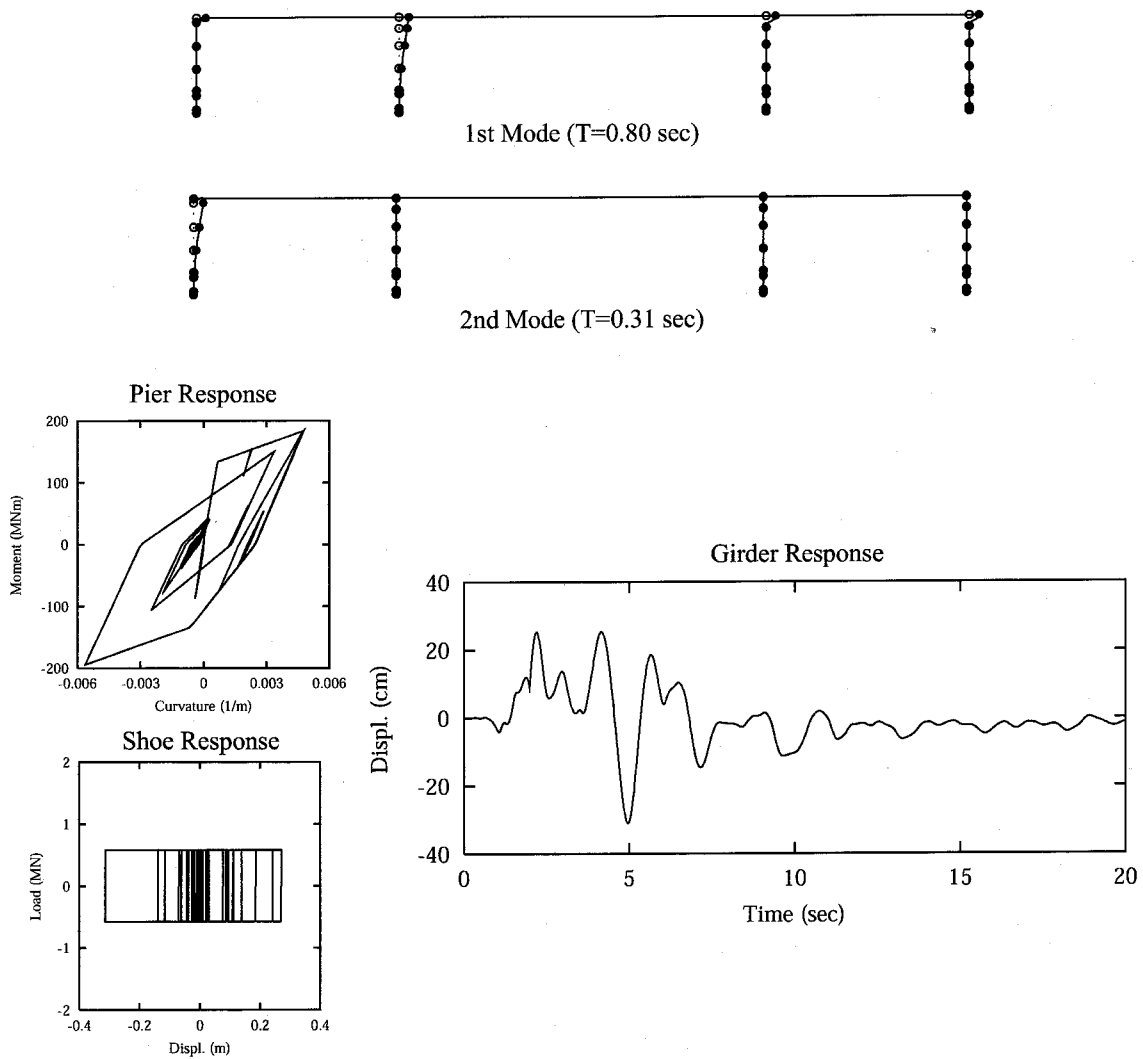 1st Mode (T=0.80 sec)
2nd Mode (T=0.31 sec)
Pier Response
200
100
0
-100
-200
Moment (MNm)
-0.006 -0.003 0 0.003 0.006
Curvature (1/m)
Shoe Response
2
1
0
-1
-2
Load (MN)
-0.4 -0.2 0 0.2 0.4
Displ. (m)
Girder Response
40
20
0
-20
-40
Displ. (cm)
0 5 10 15 20
Time (sec)